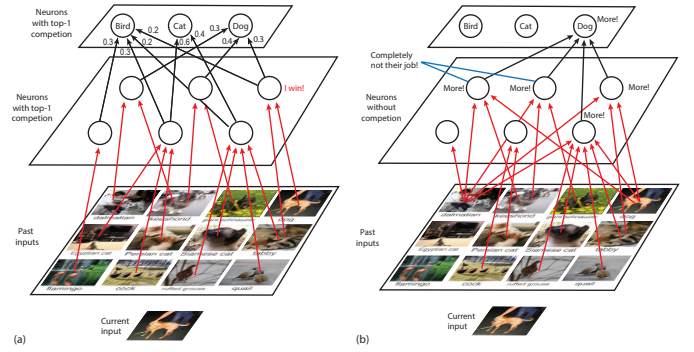 Neurons
with top-1
competion
Bird
Cat
Dog
0.3
0.2
0.3
0.2
0.6
0.4
0.3
0.4
0.3
Neurons
with top-1
competion
I win!
dalmatian
keeshond
dog
Egyptian cat
Persian cat
Siamese cat
tabby
flamingo
cock
ruffed grouse
quail
Past
inputs
Current
input
(a)
Bird
Cat
Dog
More!
Completely
not their job!
More!
More!
More!
More!
Neurons
without
competion
dalmatian
keeshond
dog
Egyptian cat
Persian cat
Siamese cat
tabby
flamingo
cock
ruffed grouse
quail
Past
inputs
Current
input
(b)